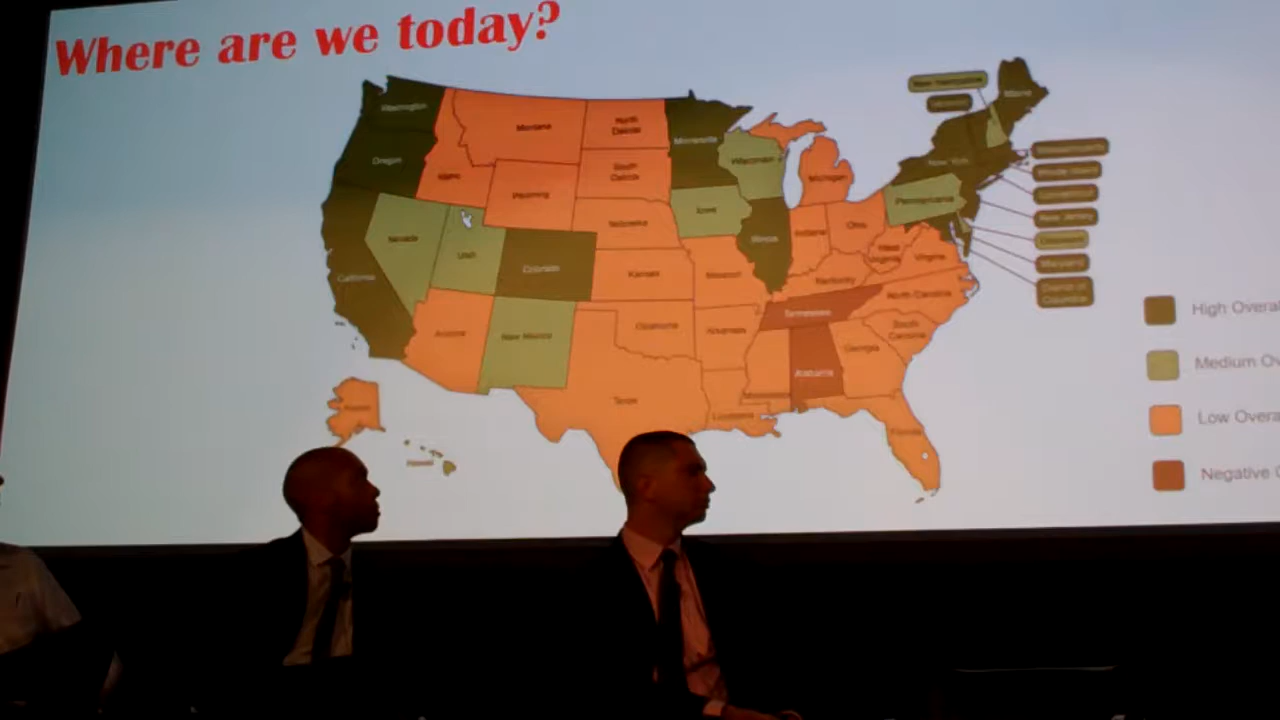 Where are we today?
Washington
Oregon
California
Nevada
Idaho
Montana
Wyoming
Utah
Colorado
Arizona
New Mexico
North
Dakota
South
Dakota
Nebraska
Kansas
Oklahoma
Texas
Minnesota
Iowa
Missouri
Arkansas
Louisiana
Wisconsin
Illinois
Michigan
Indiana
Ohio
Kentucky
Tennessee
Alabama
Georgia
Florida
South
Carolina
North Carolina
Virginia
West
Virginia
Pennsylvania
New York
Maine
New Hampshire
Vermont
Massachusetts
Rhode Island
New Jersey
Delaware
Maryland
District of
Columbia
Hawaii
High Overa
Medium Ov
Low Overa
Negative